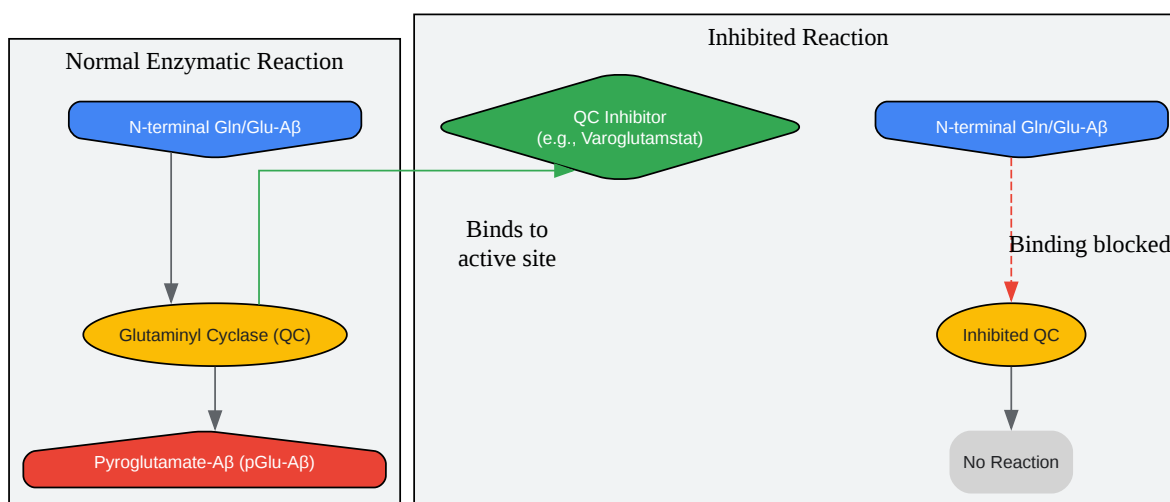 Normal Enzymatic Reaction
N-terminal Gln/Glu-Aβ
Glutaminyl Cyclase (QC)
Pyroglutamate-Aβ (pGlu-Aβ)
Inhibited Reaction
QC Inhibitor
(e.g., Varoglutamstat)
Binds to
active site
N-terminal Gln/Glu-Aβ
Binding blocked
Inhibited QC
No Reaction